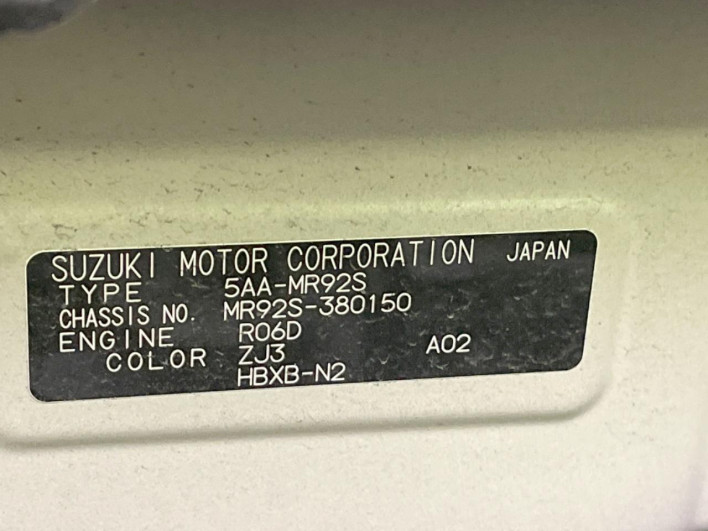 SUZUKI MOTOR CORPORATION JAPAN
TYPE 5AA-MR92S
CHASSIS NO. MR92S-380150
ENGINE R06D
COLOR ZJ3 A02
HBXB-N2